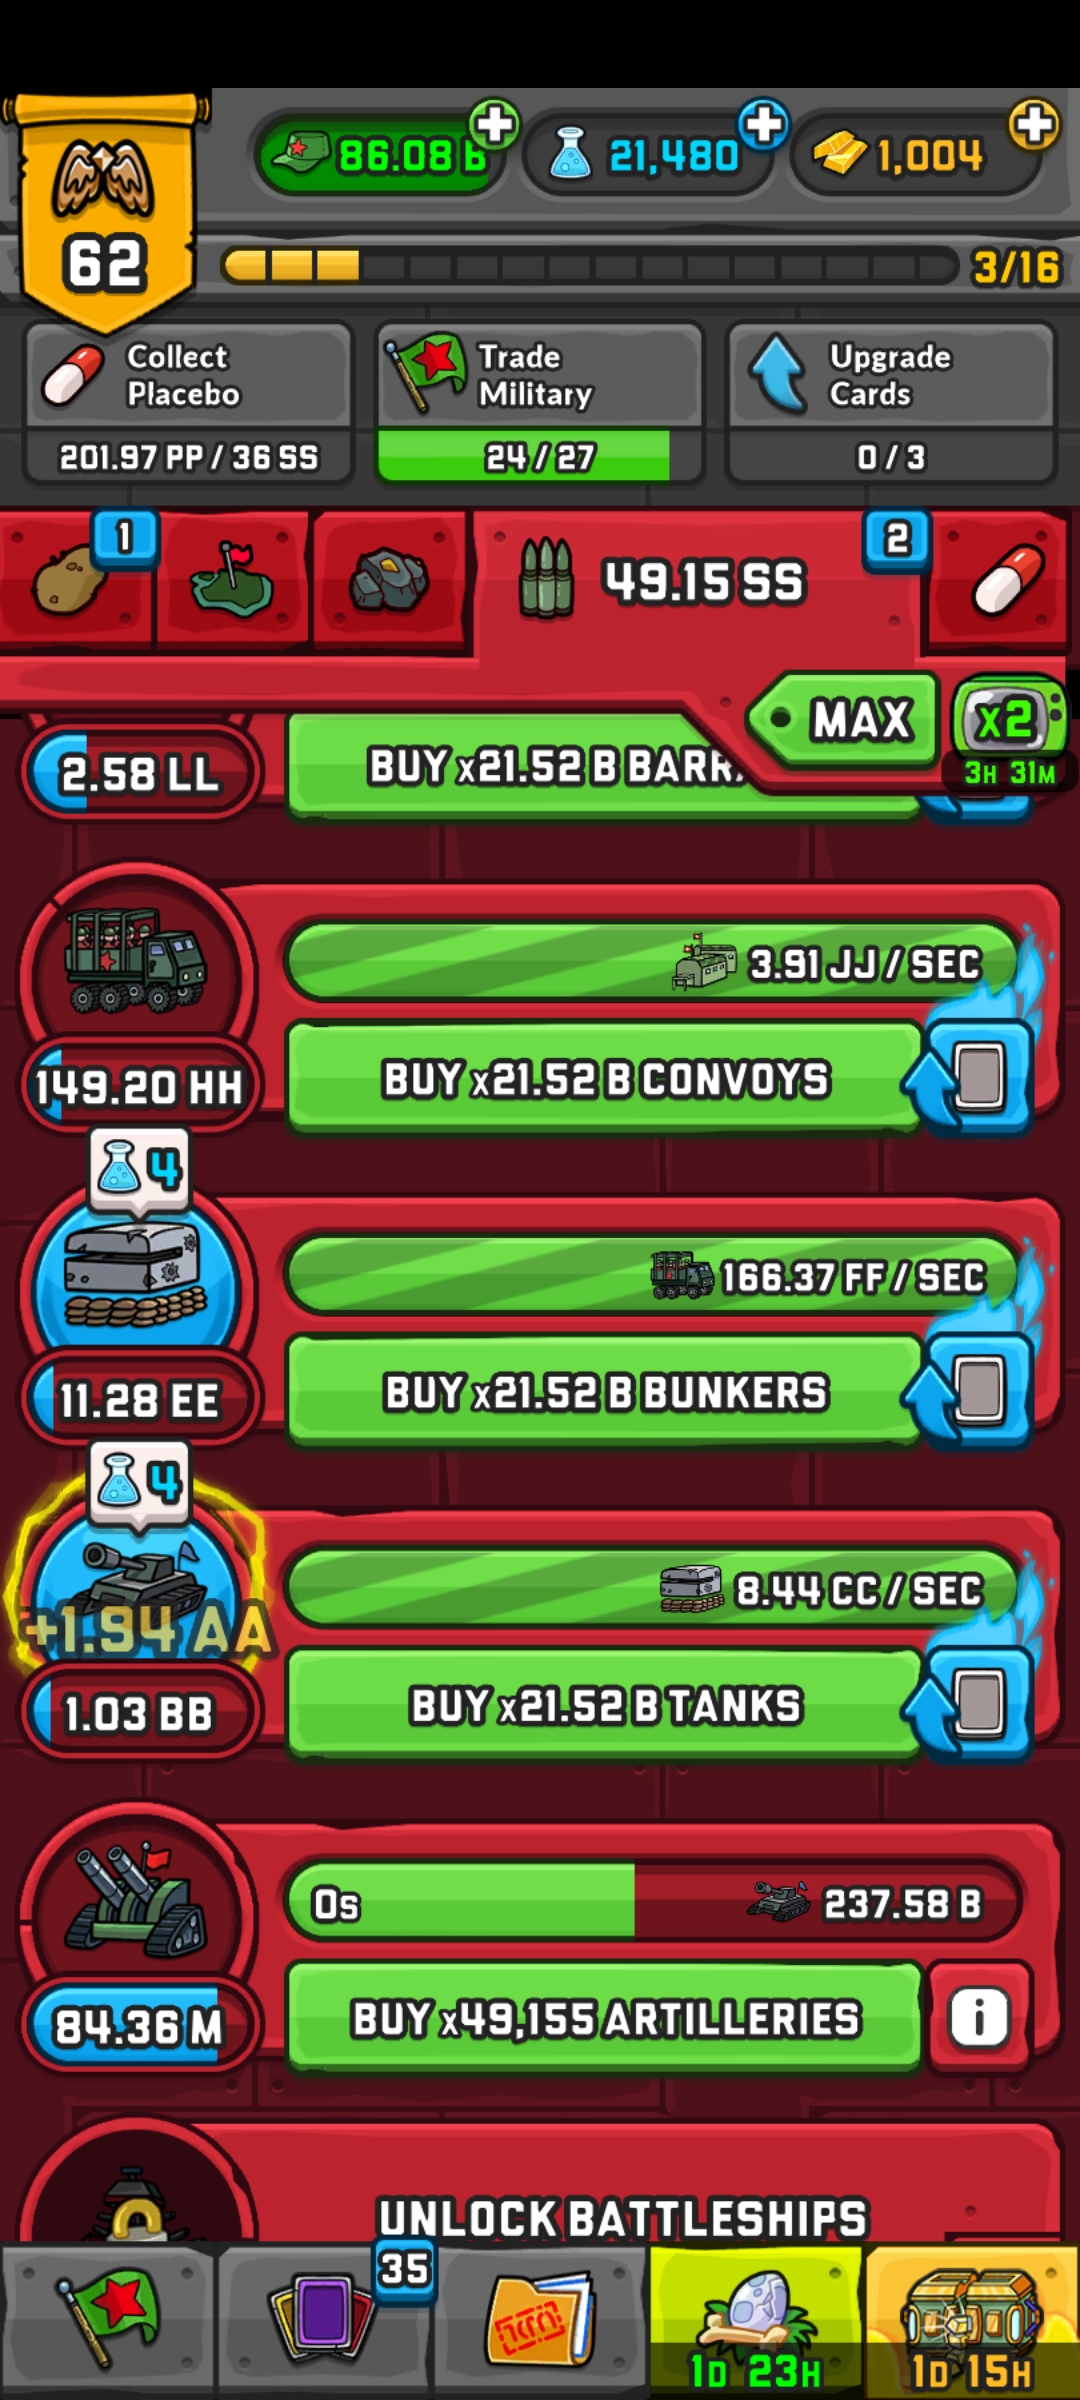 86.08 B
21,480
1,004
62
3/16
Collect
Placebo
201.97 PP / 36 SS
Trade
Military
24 / 27
Upgrade
Cards
0 / 3
1
49.15 SS
2
MAX
x2
3H 31M
2.58 LL
BUY x21.52 B BARR
3.91 JJ / SEC
149.20 HH
BUY x21.52 B CONVOYS
4
166.37 FF / SEC
11.28 EE
BUY x21.52 B BUNKERS
4
8.44 CC / SEC
+1.94 AA
1.03 BB
BUY x21.52 B TANKS
0s
237.58 B
84.36 M
BUY x49,155 ARTILLERIES
i
UNLOCK BATTLESHIPS
35
1D 23H
1D 15H